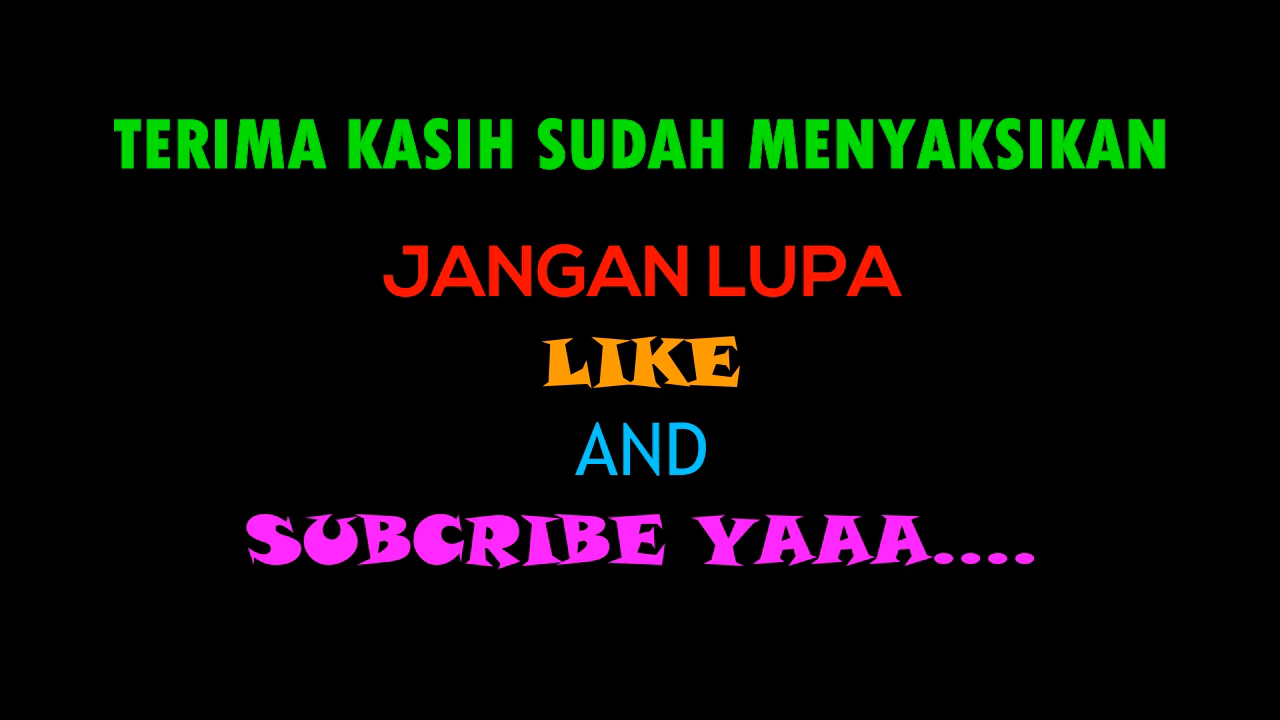 TERIMA KASIH SUDAH MENYAKSIKAN
JANGAN LUPA
LIKE
AND
SUBCRIBE YAAA....